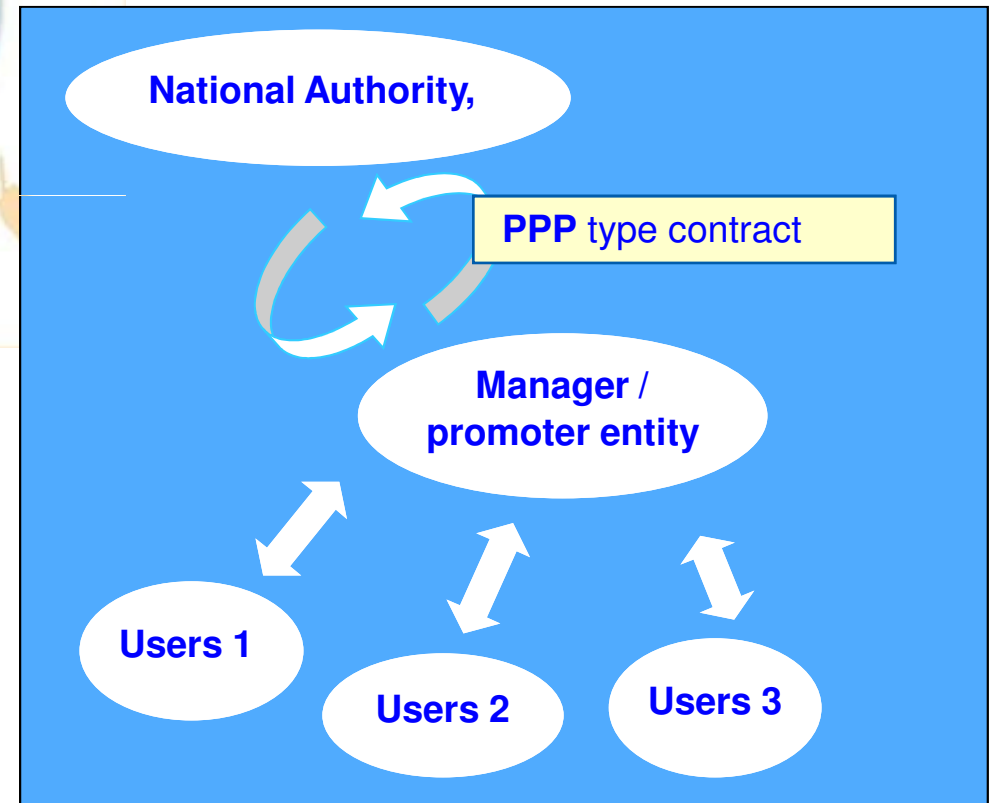 National Authority,
PPP type contract
Manager /
promoter entity
Users 1
Users 2
Users 3